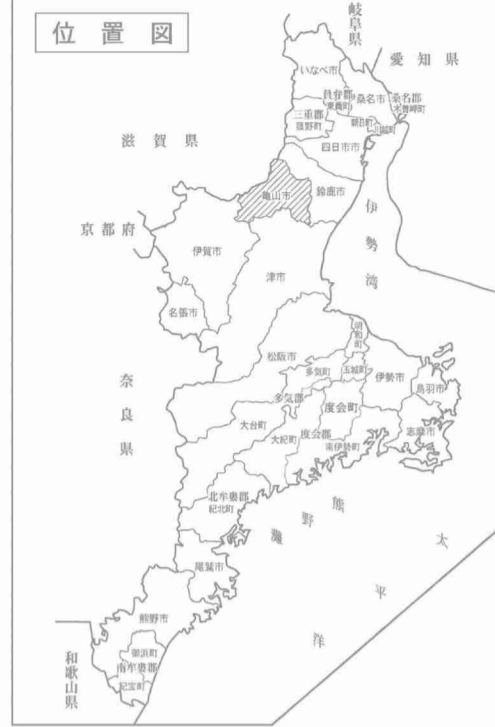 位置図
岐阜県
愛知県
いなべ市
員弁郡
東員町
桑名市
桑名郡
木曽岬町
三重郡
菰野町
朝日町
川越町
四日市市
滋賀県
亀山市
鈴鹿市
伊勢湾
京都府
伊賀市
津市
名張市
松阪市
明和町
多気町
玉城町
伊勢市
鳥羽市
奈良県
多気郡
度会町
大台町
大紀町
度会郡
志摩市
南伊勢町
北牟婁郡
紀北町
熊野灘
太平洋
尾鷲市
熊野市
御浜町
南牟婁郡
紀宝町
和歌山県